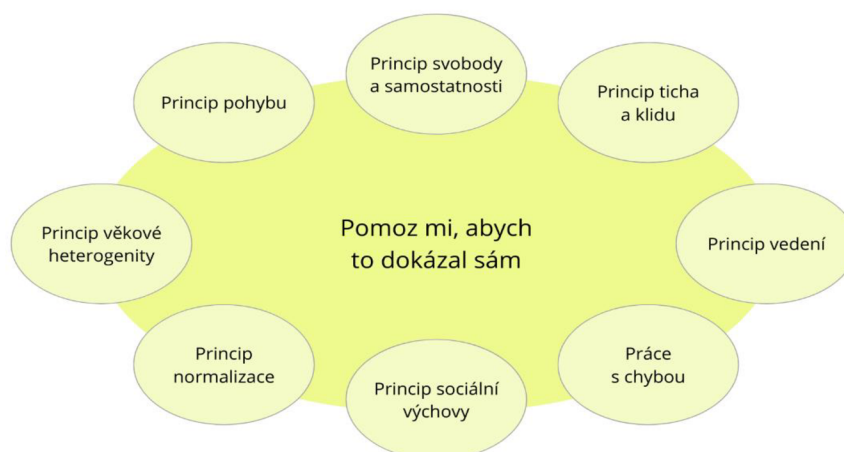 Princip svobody
a samostatnosti
Princip pohybu
Princip ticha
a klidu
Princip věkové
heterogenity
Pomoz mi, abych
to dokázal sám
Princip vedení
Princip
normalizace
Práce
s chybou
Princip sociální
výchovy